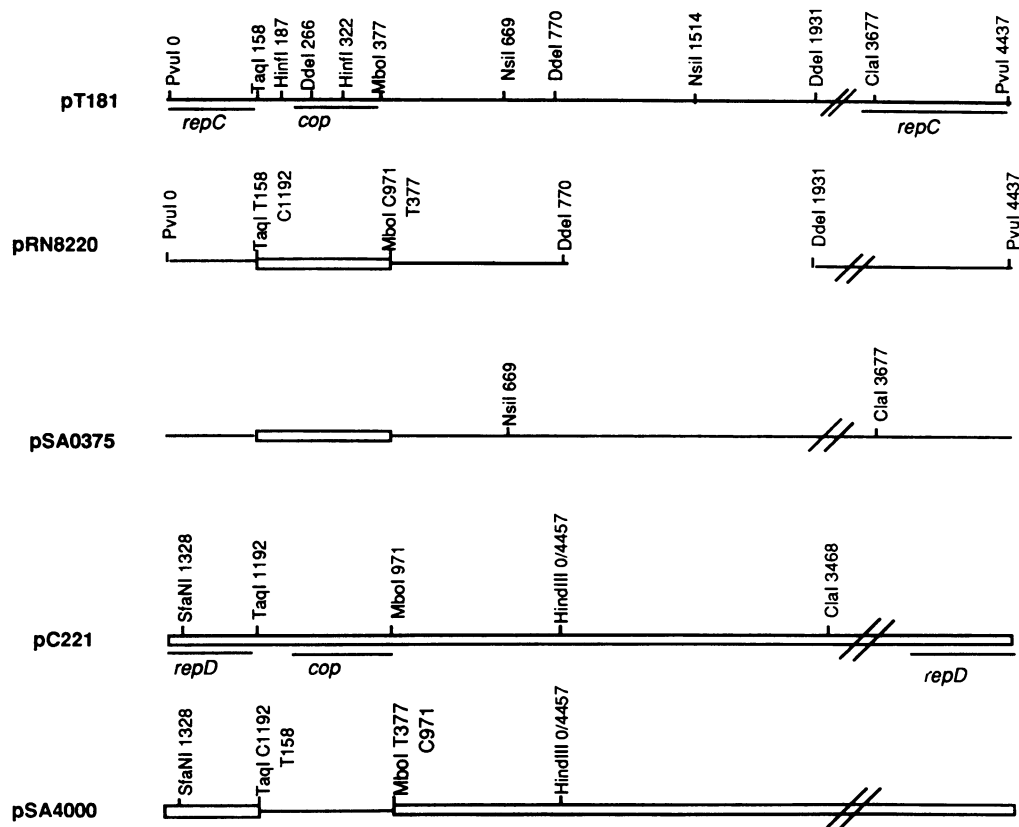 PvuI 0
TaqI 158
HinfI 187
DdeI 266
HinfI 322
MboI 377
NsiI 669
DdeI 770
NsiI 1514
DdeI 1931
ClaI 3677
PvuI 4437
pT181
repC
cop
repC
PvuI 0
TaqI T158
C1192
MboI C971
T377
DdeI 770
DdeI 1931
PvuI 4437
pRN8220
NsiI 669
ClaI 3677
pSA0375
SfaNI 1328
TaqI 1192
MboI 971
HindIII 0/4457
ClaI 3468
pC221
repD
cop
repD
SfaNI 1328
TaqI C1192
T158
MboI T377
C971
HindIII 0/4457
pSA4000